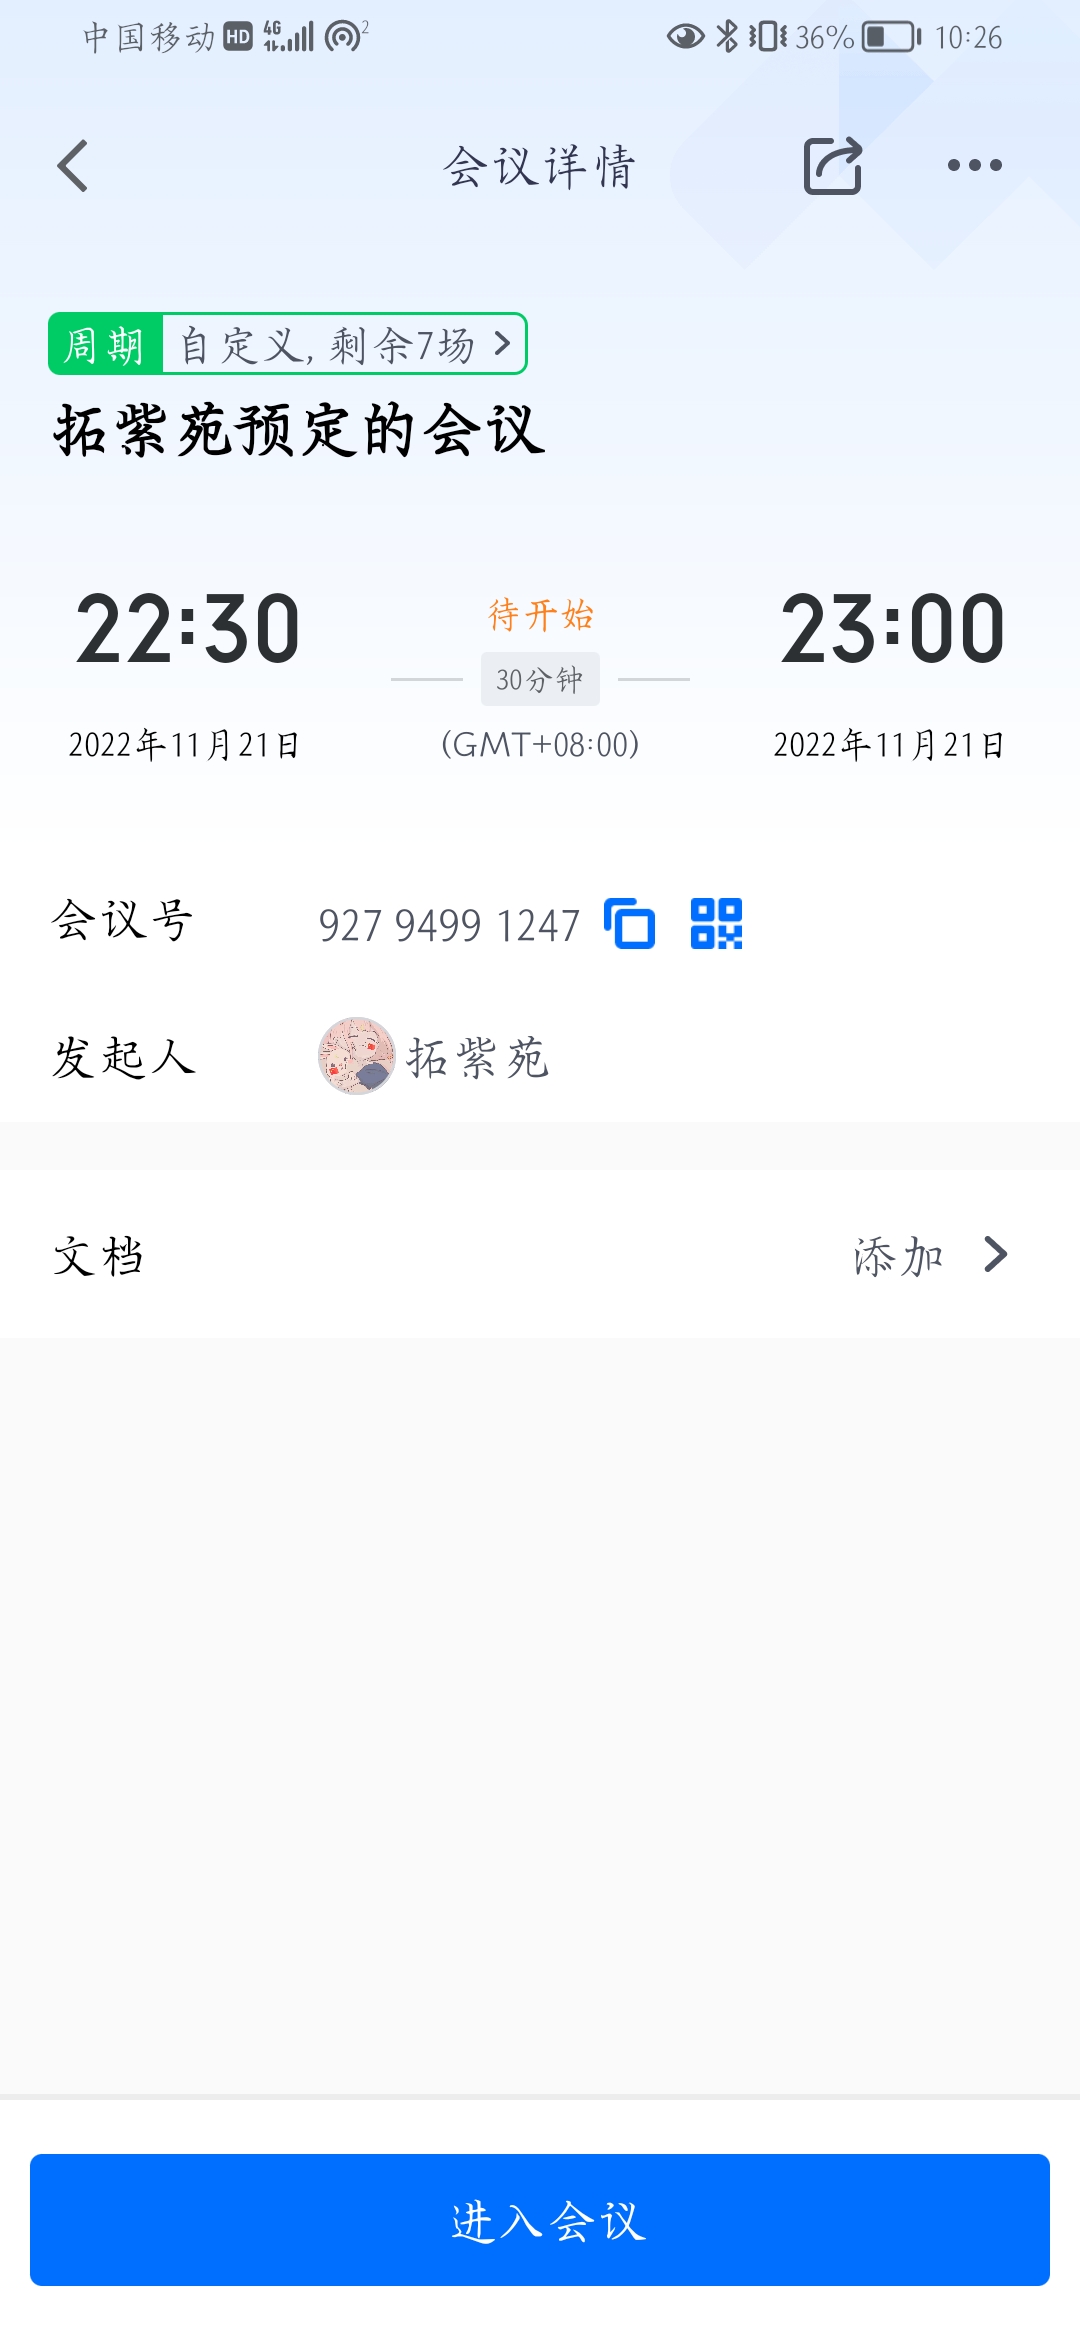 中国移动 HD 4G 2 36% 10:26
会议详情
周期 自定义, 剩余7场
拓紫苑预定的会议
22:30 待开始 23:00
30分钟
2022年11月21日 (GMT+08:00) 2022年11月21日
会议号 927 9499 1247
发起人 拓紫苑
文档 添加
进入会议